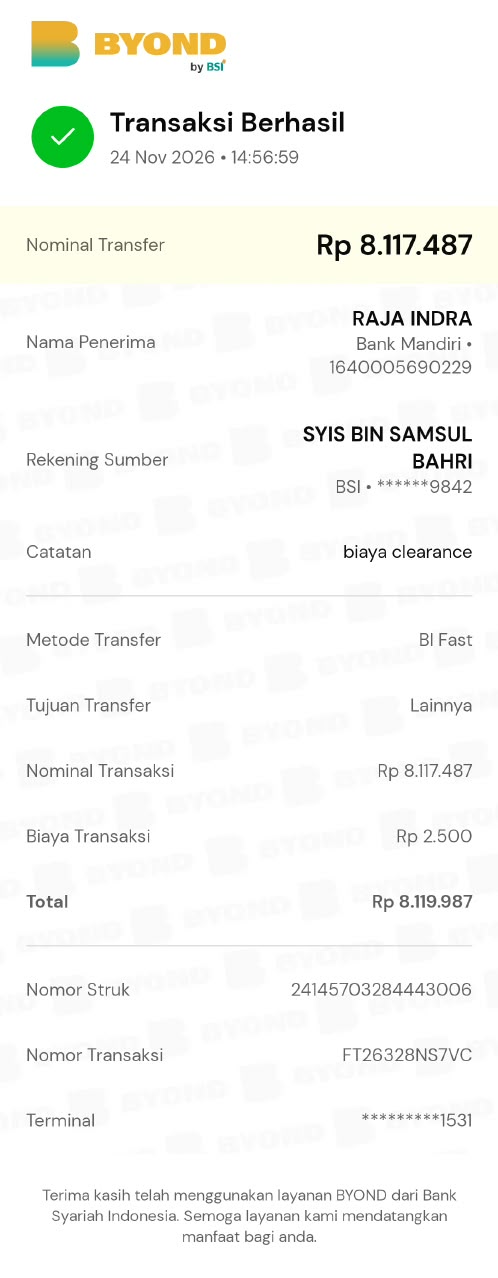 BYOND
by BSI
Transaksi Berhasil
24 Nov 2026 • 14:56:59
Nominal Transfer Rp 8.117.487
RAJA INDRA
Nama Penerima Bank Mandiri •
1640005690229
SYIS BIN SAMSUL
BAHRI
Rekening Sumber
BSI • ******9842
Catatan biaya clearance
Metode Transfer BI Fast
Tujuan Transfer Lainnya
Nominal Transaksi Rp 8.117.487
Biaya Transaksi Rp 2.500
Total Rp 8.119.987
Nomor Struk 24145703284443006
Nomor Transaksi FT26328NS7VC
Terminal *********1531
Terima kasih telah menggunakan layanan BYOND dari Bank
Syariah Indonesia. Semoga layanan kami mendatangkan
manfaat bagi anda.